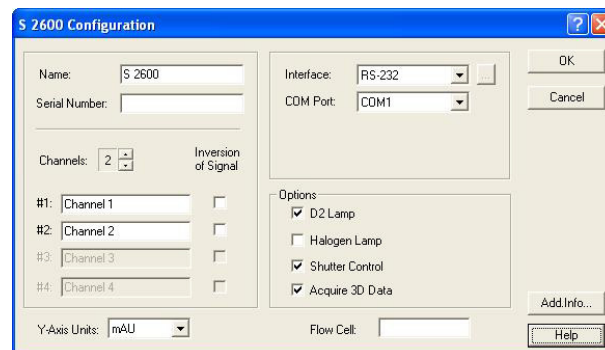 S 2600 Configuration
Name: S 2600
Serial Number:
Channels: 2
Inversion
of Signal
#1: Channel 1
#2: Channel 2
#3: Channel 3
#4: Channel 4
Y-Axis Units: mAU
Interface: RS-232 ...
COM Port: COM1
Options
D2 Lamp
Halogen Lamp
Shutter Control
Acquire 3D Data
Flow Cell:
OK
Cancel
Add.Info...
Help